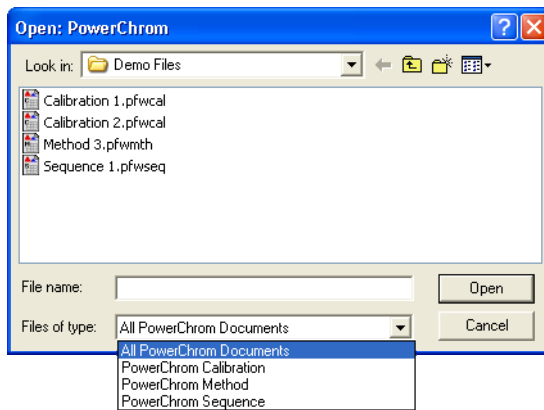 Open: PowerChrom
Look in: Demo Files
Calibration 1.pfwcal
Calibration 2.pfwcal
Method 3.pfwmth
Sequence 1.pfwseq
File name: Open
Files of type: All PowerChrom Documents Cancel
All PowerChrom Documents
PowerChrom Calibration
PowerChrom Method
PowerChrom Sequence